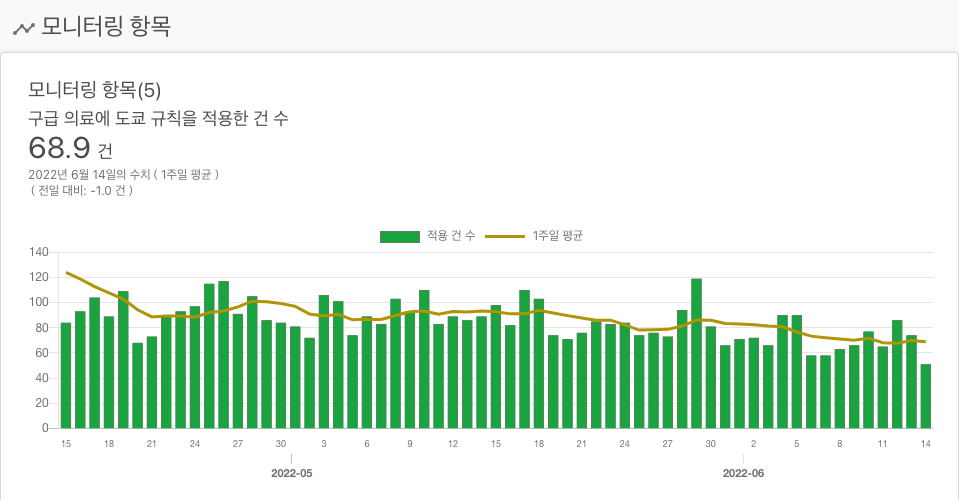 모니터링 항목
모니터링 항목(5)
구급 의료에 도쿄 규칙을 적용한 건 수
68.9 건
2022년 6월 14일의 수치 ( 1주일 평균 )
( 전일 대비: -1.0 건 )
적용 건 수 1주일 평균
140
120
100
80
60
40
20
0
15 18 21 24 27 30 3 6 9 12 15 18 21 24 27 30 2 5 8 11 14
2022-05 2022-06